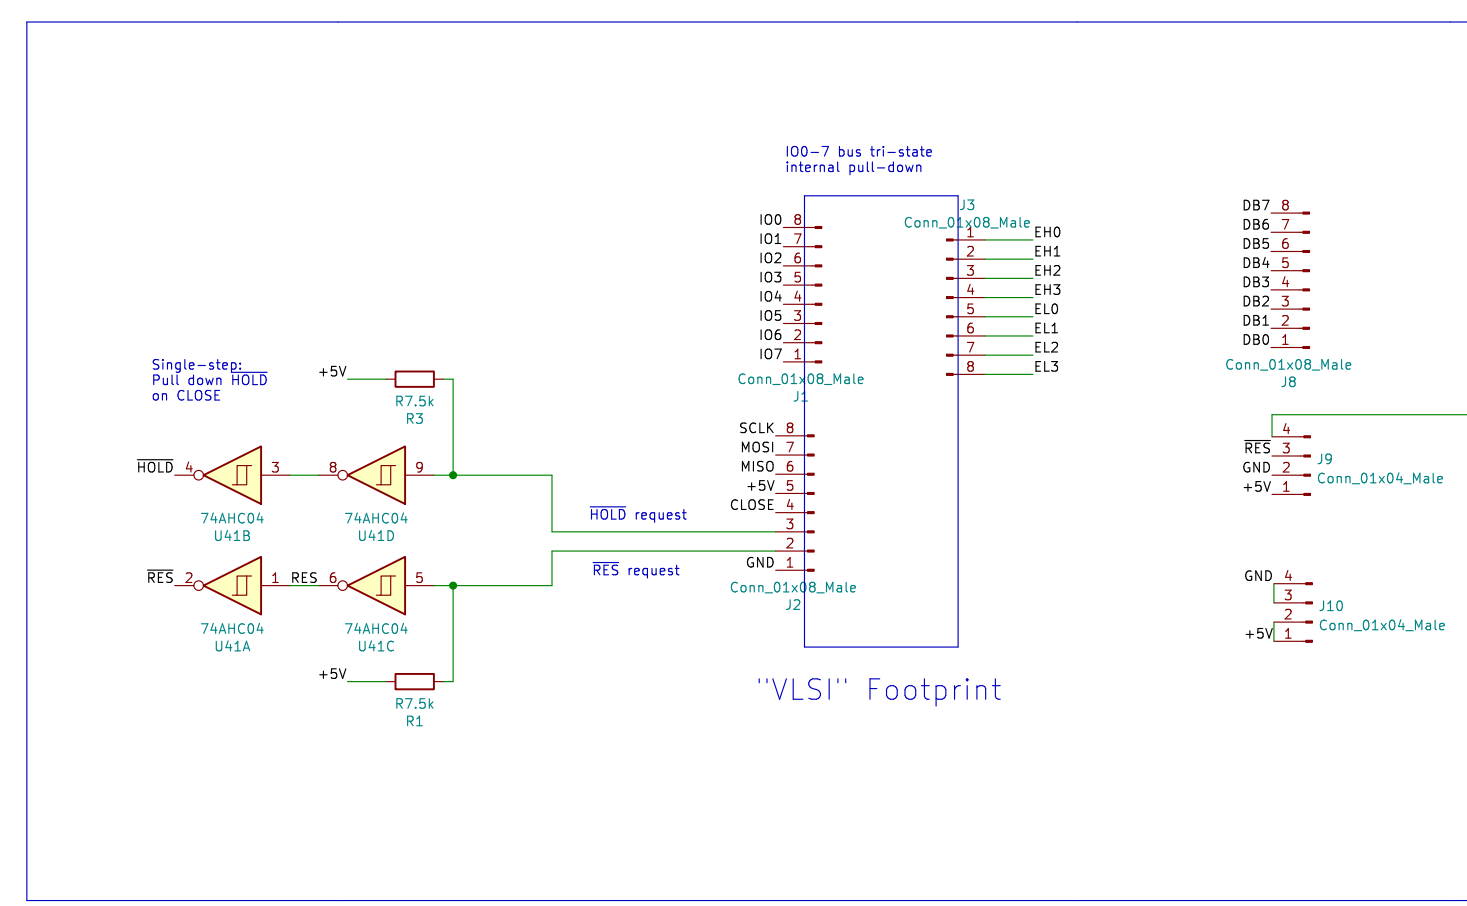 IO0-7 bus tri-state
internal pull-down
J3
Conn_01x08_Male
IO0 8
IO1 7
IO2 6
IO3 5
IO4 4
IO5 3
IO6 2
IO7 1
Conn_01x08_Male
J1
1 EH0
2 EH1
3 EH2
4 EH3
5 EL0
6 EL1
7 EL2
8 EL3
SCLK 8
MOSI 7
MISO 6
+5V 5
CLOSE 4
3
2
GND 1
Conn_01x08_Male
J2
"VLSI" Footprint
Single-step:
Pull down HOLD
on CLOSE
+5V
R7.5k
R3
HOLD 4
3
8
9
74AHC04
U41B
74AHC04
U41D
HOLD request
RES 2
1 RES 6
5
RES request
74AHC04
U41A
74AHC04
U41C
+5V
R7.5k
R1
DB7 8
DB6 7
DB5 6
DB4 5
DB3 4
DB2 3
DB1 2
DB0 1
Conn_01x08_Male
J8
4
RES 3
GND 2
+5V 1
J9
Conn_01x04_Male
GND 4
3
2
+5V 1
J10
Conn_01x04_Male